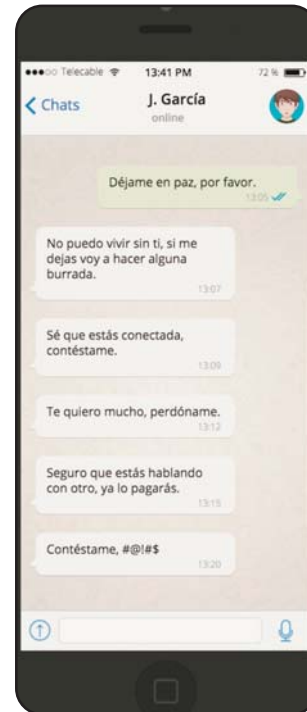 Telecable 13:41 PM 72 %
Chats J. García
online
Déjame en paz, por favor.
13:05
No puedo vivir sin ti, si me
dejas voy a hacer alguna
burrada.
13:07
Sé que estás conectada,
contéstame.
13:09
Te quiero mucho, perdóname.
13:12
Seguro que estás hablando
con otro, ya lo pagarás.
13:15
Contéstame, #@!#$
13:20